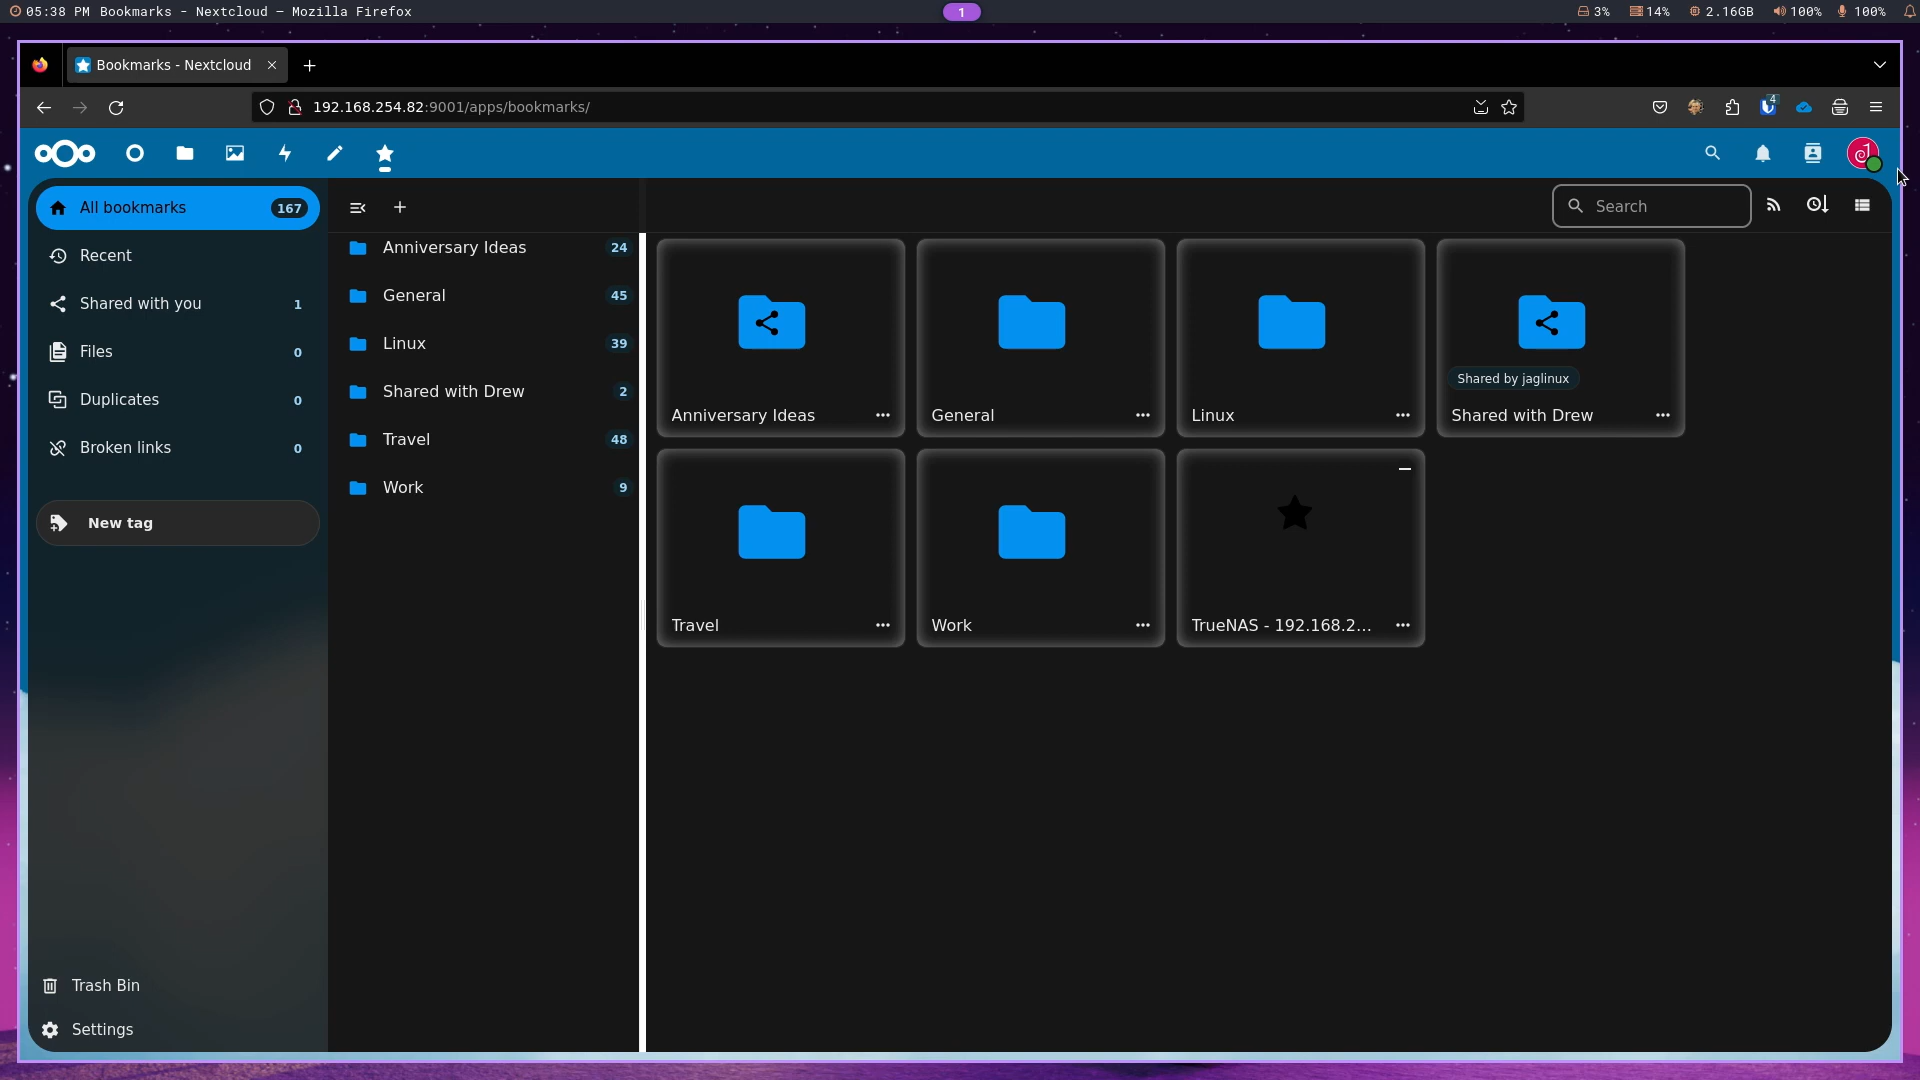 05:38 PM Bookmarks - Nextcloud — Mozilla Firefox
1
3% 14% 2.16GB 100% 100%
Bookmarks - Nextcloud
192.168.254.82:9001/apps/bookmarks/
4
All bookmarks 167
Recent
Shared with you 1
Files 0
Duplicates 0
Broken links 0
New tag
Trash Bin
Settings
Anniversary Ideas 24
General 45
Linux 39
Shared with Drew 2
Travel 48
Work 9
Search
Anniversary Ideas
General
Linux
Shared by jaglinux
Shared with Drew
Travel
Work
TrueNAS - 192.168.2...